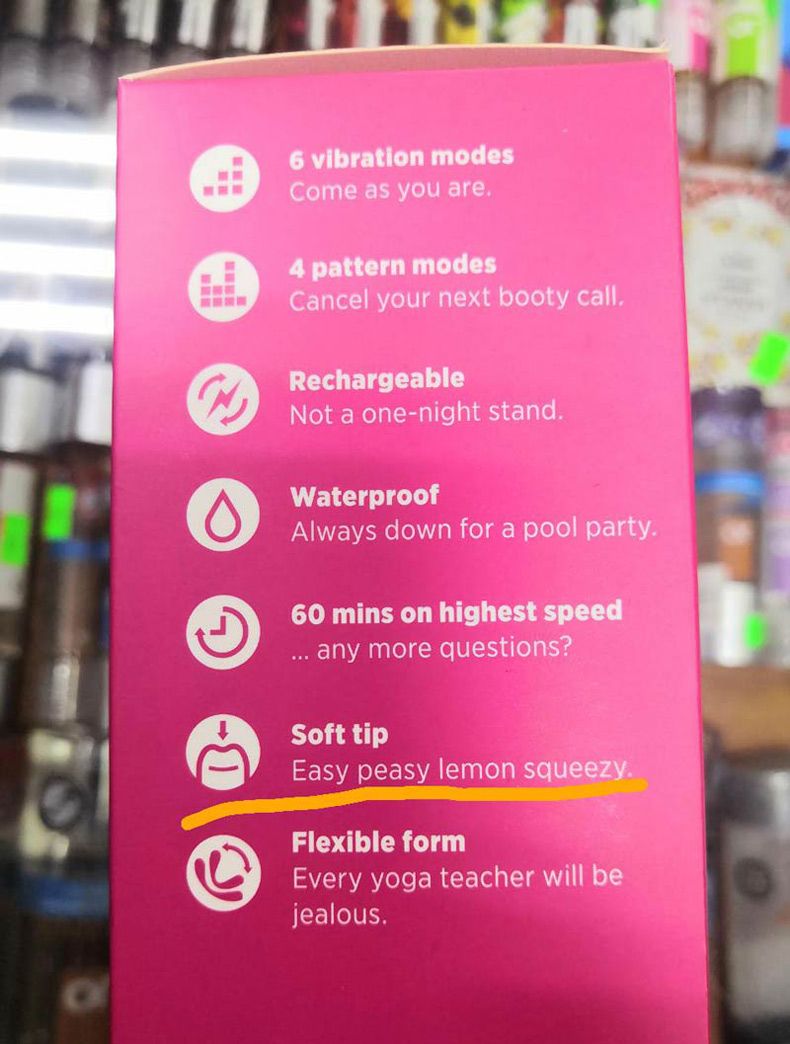 6 vibration modes
Come as you are.
4 pattern modes
Cancel your next booty call.
Rechargeable
Not a one-night stand.
Waterproof
Always down for a pool party.
60 mins on highest speed
... any more questions?
Soft tip
Easy peasy lemon squeezy.
Flexible form
Every yoga teacher will be
jealous.